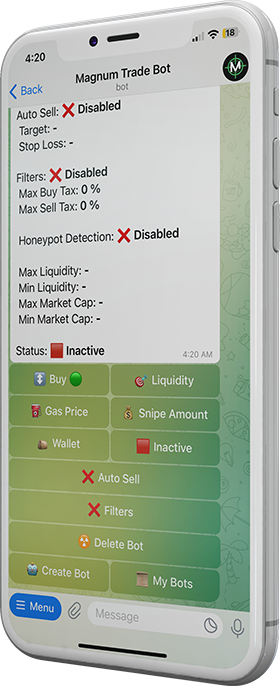 4:20
18
Back
Magnum Trade Bot
bot
M
Auto Sell: ❌ Disabled
Target: -
Stop Loss: -
Filters: ❌ Disabled
Max Buy Tax: 0 %
Max Sell Tax: 0 %
Honeypot Detection: ❌ Disabled
Max Liquidity: -
Min Liquidity: -
Max Market Cap: -
Min Market Cap: -
Status: 🟥 Inactive
4:20 AM
↕️ Buy 🟢
🎯 Liquidity
⛽ Gas Price
💰 Snipe Amount
👛 Wallet
🟥 Inactive
❌ Auto Sell
❌ Filters
☢️ Delete Bot
Create Bot
My Bots
Menu
Message